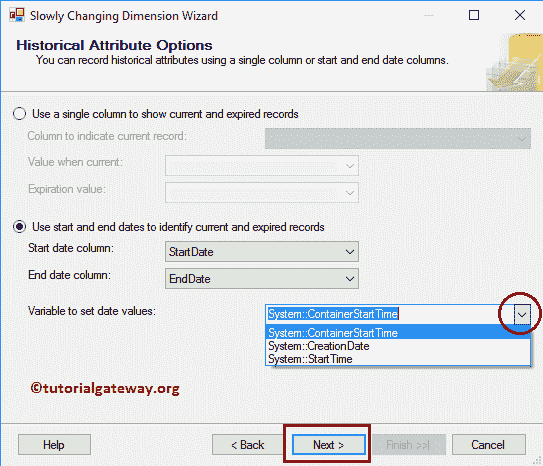 Slowly Changing Dimension Wizard
Historical Attribute Options
You can record historical attributes using a single column or start and end date columns.
Use a single column to show current and expired records
Column to indicate current record:
Value when current:
Expiration value:
Use start and end dates to identify current and expired records
Start date column:
StartDate
End date column:
EndDate
Variable to set date values:
System::ContainerStartTime
System::ContainerStartTime
System::CreationDate
System::StartTime
©tutorialgateway.org
Help
< Back
Next >
Finish >>|
Cancel